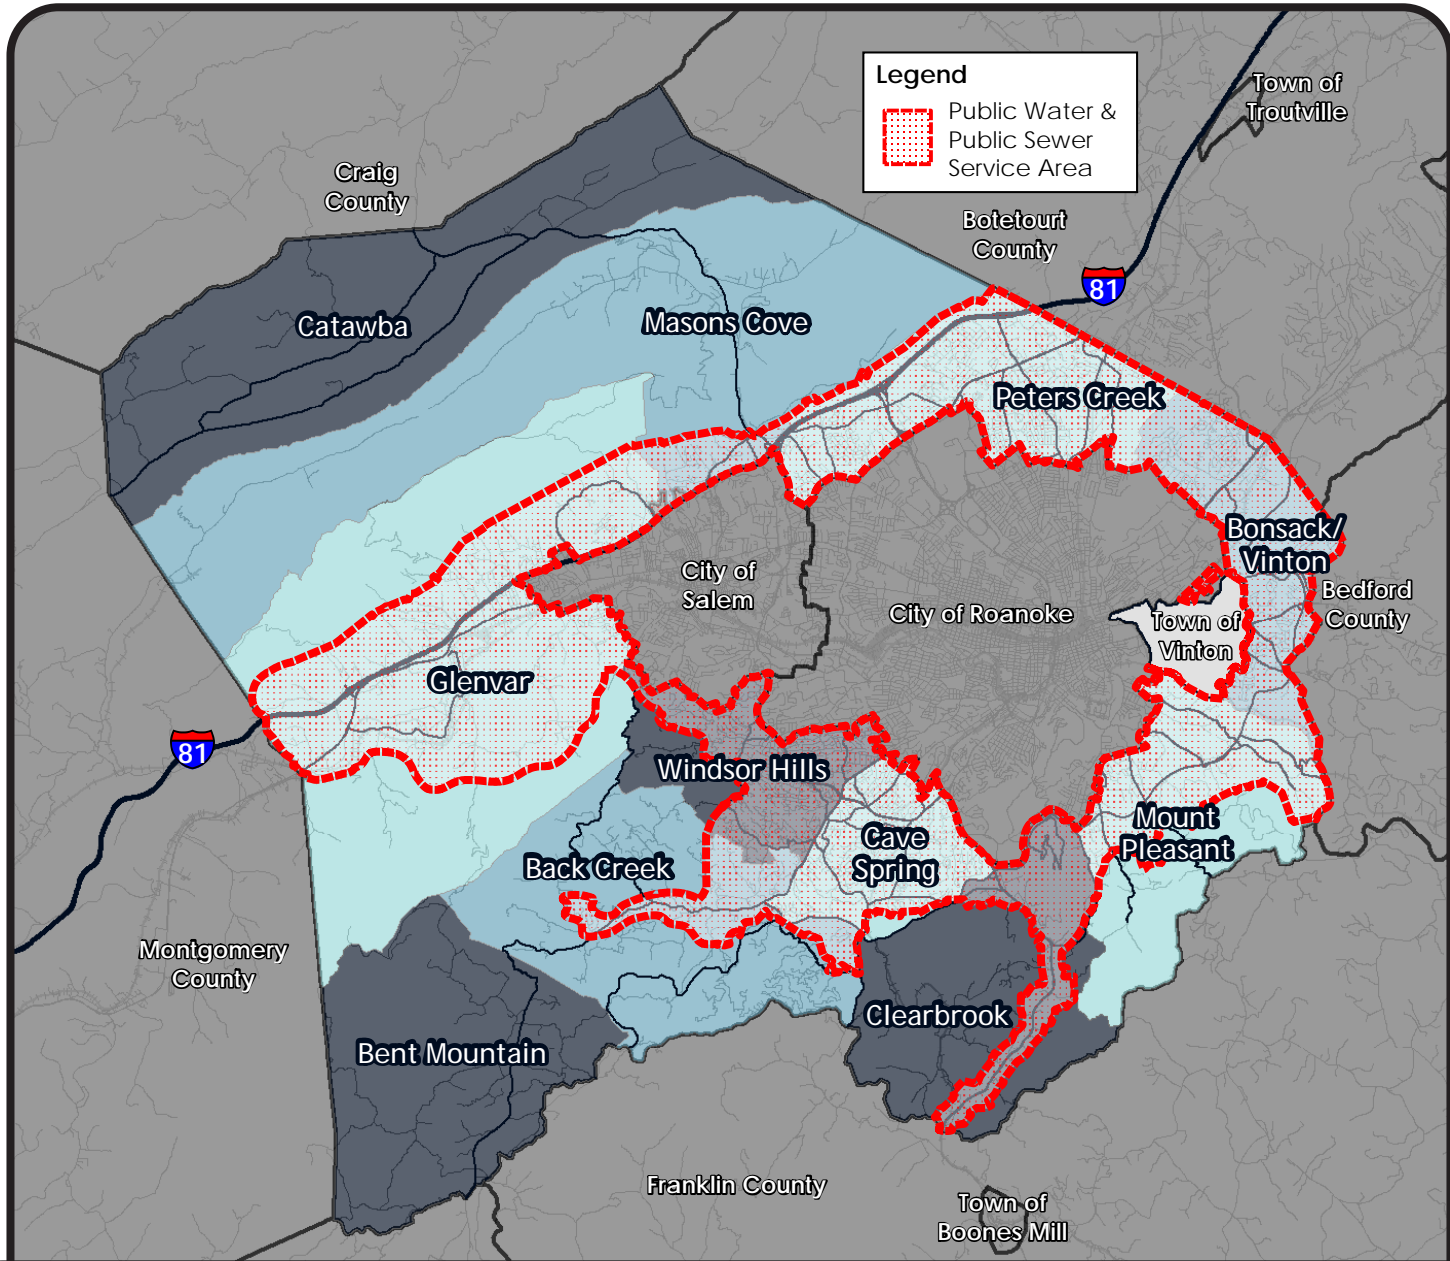 Legend
Public Water &
Public Sewer
Service Area
Town of
Troutville
Craig
County
Botetourt
County
81
Catawba
Masons Cove
Peters Creek
Bonsack/
Vinton
City of
Salem
City of Roanoke
Town of
Vinton
Bedford
County
Glenvar
81
Windsor Hills
Cave
Spring
Mount
Pleasant
Back Creek
Montgomery
County
Clearbrook
Bent Mountain
Franklin County
Town of
Boones Mill